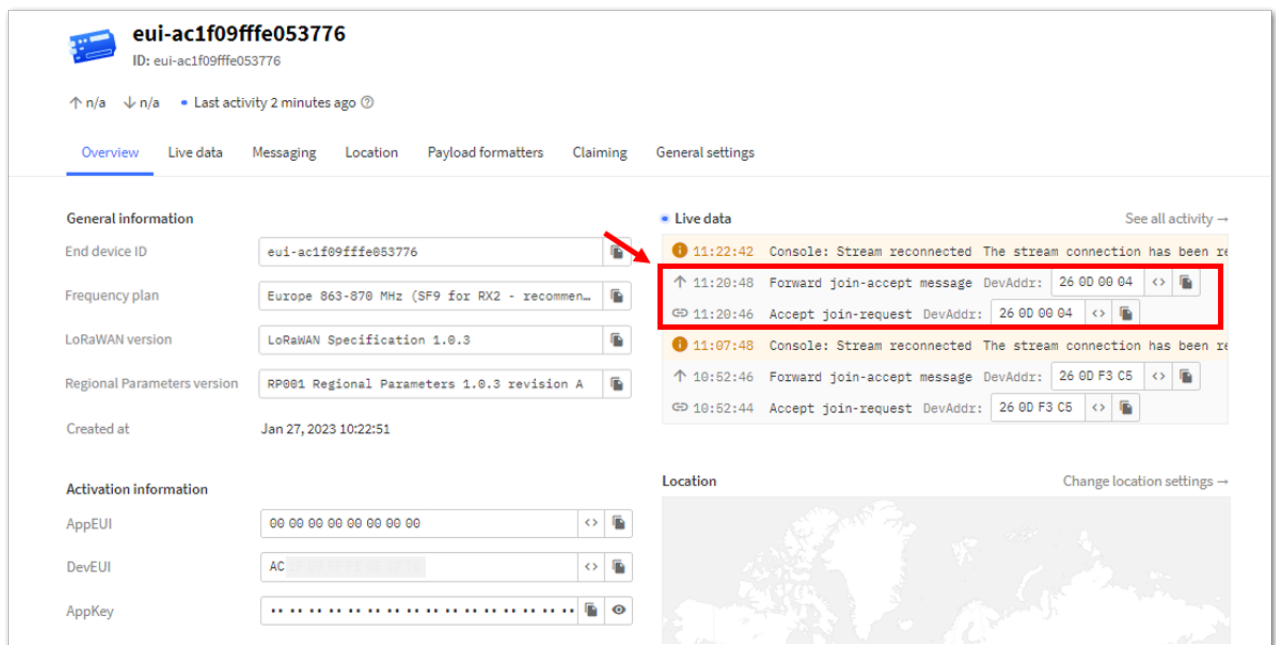 eui-ac1f09fffe053776
ID: eui-ac1f09fffe053776
n/a n/a • Last activity 2 minutes ago
Overview Live data Messaging Location Payload formatters Claiming General settings
General information
End device ID eui-ac1f09fffe053776
Frequency plan Europe 863-870 MHz (SF9 for RX2 - recommen...
LoRaWAN version LoRaWAN Specification 1.0.3
Regional Parameters version RP001 Regional Parameters 1.0.3 revision A
Created at Jan 27, 2023 10:22:51
Activation information
AppEUI 00 00 00 00 00 00 00 00
DevEUI AC
AppKey •• •• •• •• •• •• •• •• •• •• •• •• •• •• •• ••
• Live data See all activity →
11:22:42 Console: Stream reconnected The stream connection has been re
↑ 11:20:48 Forward join-accept message DevAddr: 26 0D 00 04 <>
11:20:46 Accept join-request DevAddr: 26 0D 00 04 <>
11:07:48 Console: Stream reconnected The stream connection has been re
↑ 10:52:46 Forward join-accept message DevAddr: 26 0D F3 C5 <>
10:52:44 Accept join-request DevAddr: 26 0D F3 C5 <>
Location Change location settings →